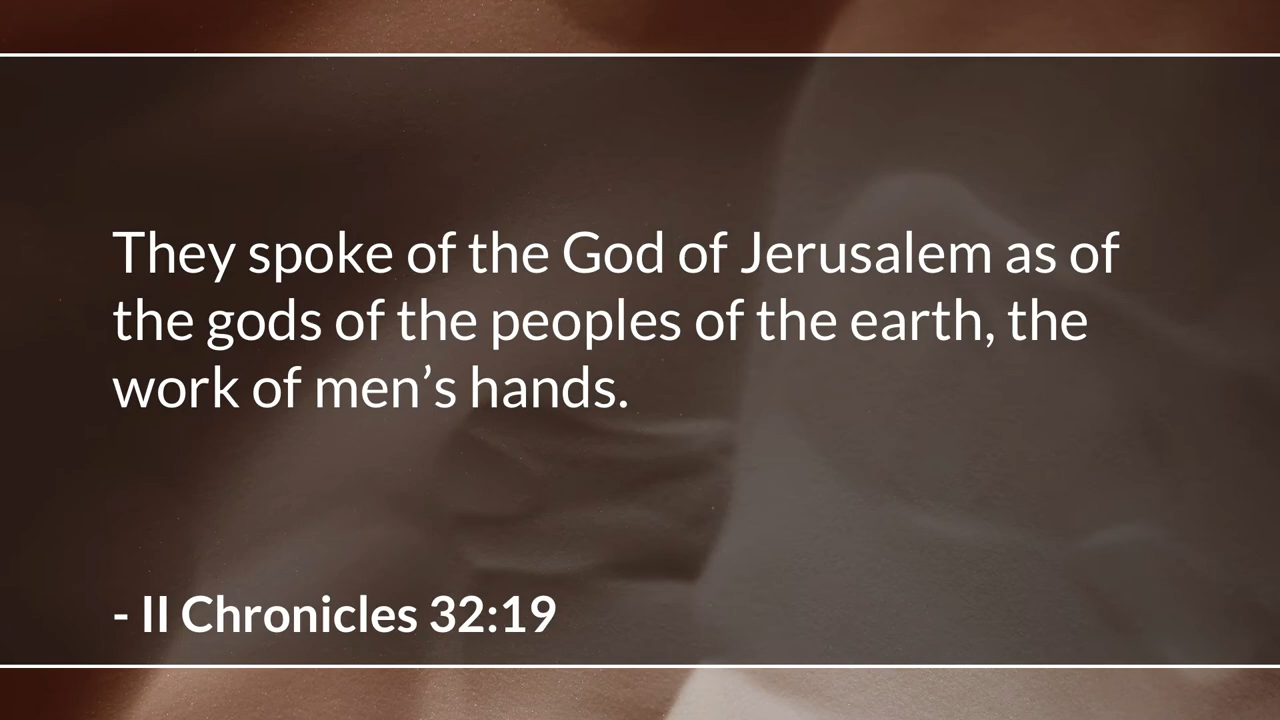 They spoke of the God of Jerusalem as of
the gods of the peoples of the earth, the
work of men’s hands.
- II Chronicles 32:19